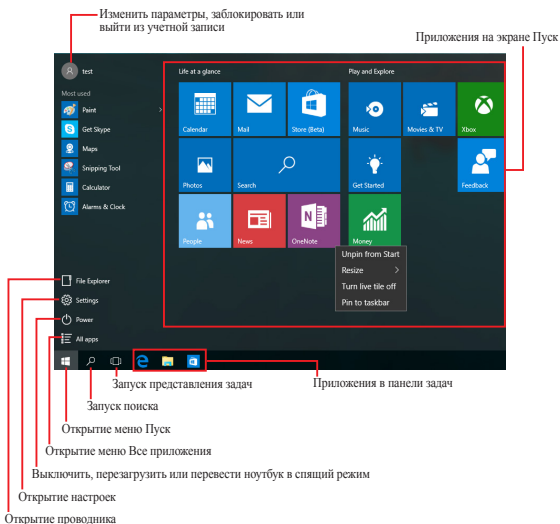 Изменить параметры, заблокировать или
выйти из учетной записи
Приложения на экране Пуск
test
Life at a glance
Play and Explore
Most used
Paint
Get Skype
Maps
Snipping Tool
Calculator
Alarms & Clock
Calendar
Mail
Store (Beta)
Music
Movies & TV
Xbox
Photos
Search
Get Started
Feedback
People
News
OneNote
Money
Unpin from Start
Resize
Turn live tile off
Pin to taskbar
File Explorer
Settings
Power
All apps
Запуск представления задач
Приложения в панели задач
Запуск поиска
Открытие меню Пуск
Открытие меню Все приложения
Выключить, перезагрузить или перевести ноутбук в спящий режим
Открытие настроек
Открытие проводника